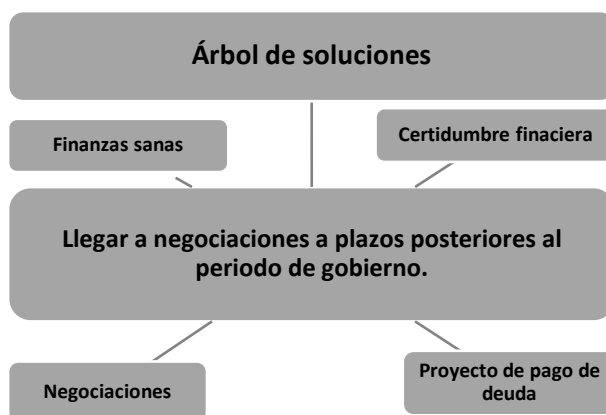 Árbol de soluciones
Finanzas sanas
Certidumbre finaciera
Llegar a negociaciones a plazos posteriores al
periodo de gobierno.
Negociaciones
Proyecto de pago de
deuda